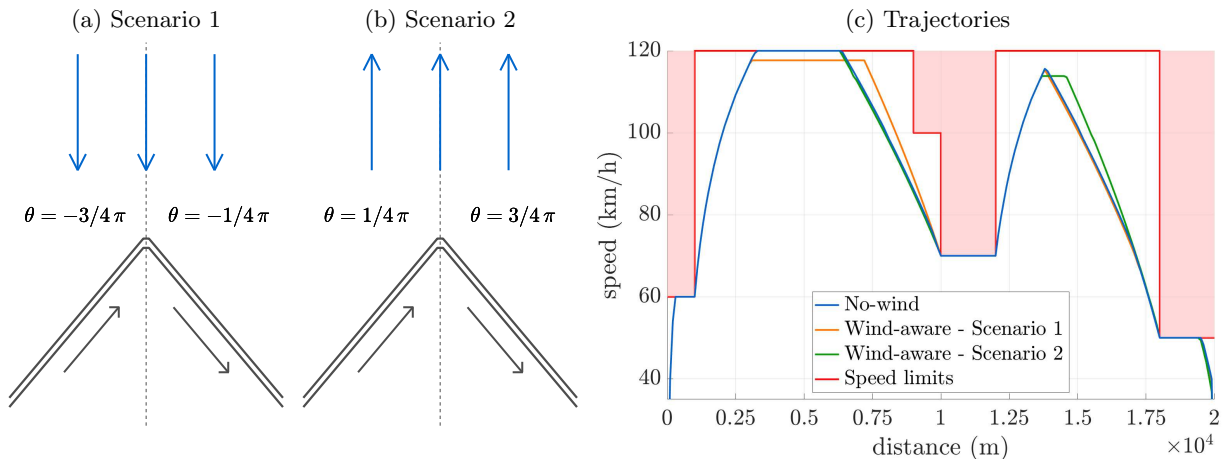 (a) Scenario 1
(b) Scenario 2
(c) Trajectories
θ = −3/4 π
θ = −1/4 π
θ = 1/4 π
θ = 3/4 π
speed (km/h)
120
100
80
60
40
No-wind
Wind-aware - Scenario 1
Wind-aware - Scenario 2
Speed limits
0 0.25 0.5 0.75 1 1.25 1.5 1.75 2
distance (m)
×10⁴